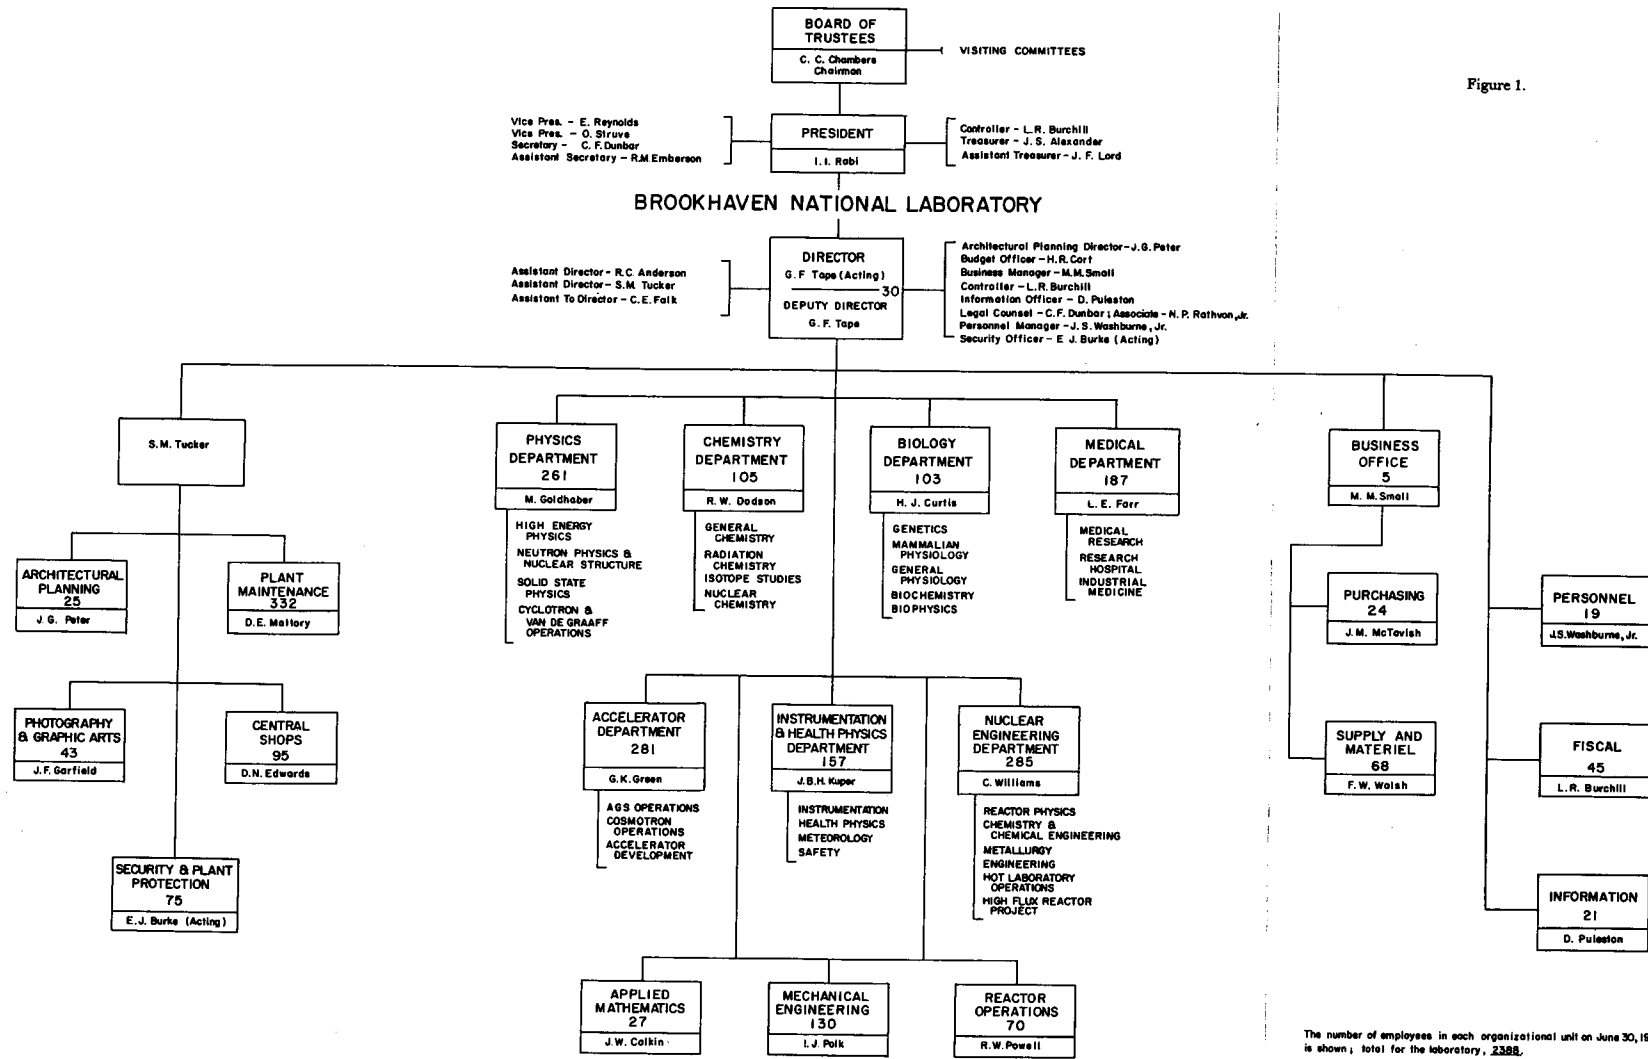 BOARD OF
TRUSTEES
C. C. Chambers
Chairman
VISITING COMMITTEES
Figure 1.
Vice Pres. – E. Reynolds
Vice Pres. – O. Struve
Secretary – C. F. Dunbar
Assistant Secretary – R.M. Emberson
PRESIDENT
I. I. Rabi
Controller – L.R. Burchill
Treasurer – J. S. Alexander
Assistant Treasurer – J. F. Lord
BROOKHAVEN NATIONAL LABORATORY
Assistant Director – R.C. Anderson
Assistant Director – S.M. Tucker
Assistant To Director – C.E. Falk
DIRECTOR
G. F Tape (Acting)
30
DEPUTY DIRECTOR
G. F. Tape
Architectural Planning Director – J.G. Peter
Budget Officer – H.R. Cort
Business Manager – M.M. Small
Controller – L.R. Burchill
Information Officer – D. Puleston
Legal Counsel – C.F. Dunbar ; Associate – N. P. Rathvon, Jr.
Personnel Manager – J. S. Washburne, Jr.
Security Officer – E J. Burke (Acting)
S.M. Tucker
PHYSICS
DEPARTMENT
261
M. Goldhaber
HIGH ENERGY
PHYSICS
NEUTRON PHYSICS &
NUCLEAR STRUCTURE
SOLID STATE
PHYSICS
CYCLOTRON &
VAN DE GRAAFF
OPERATIONS
CHEMISTRY
DEPARTMENT
105
R. W. Dodson
GENERAL
CHEMISTRY
RADIATION
CHEMISTRY
ISOTOPE STUDIES
NUCLEAR
CHEMISTRY
BIOLOGY
DEPARTMENT
103
H. J. Curtis
GENETICS
MAMMALIAN
PHYSIOLOGY
GENERAL
PHYSIOLOGY
BIOCHEMISTRY
BIOPHYSICS
MEDICAL
DEPARTMENT
187
L. E. Farr
MEDICAL
RESEARCH
RESEARCH
HOSPITAL
INDUSTRIAL
MEDICINE
BUSINESS
OFFICE
5
M. M. Small
ARCHITECTURAL
PLANNING
25
J. G. Peter
PLANT
MAINTENANCE
332
D.E. Mallory
PURCHASING
24
J. M. McTavish
PERSONNEL
19
J.S.Washburne, Jr.
PHOTOGRAPHY
& GRAPHIC ARTS
43
J. F. Garfield
CENTRAL
SHOPS
95
D.N. Edwards
ACCELERATOR
DEPARTMENT
281
G.K. Green
AGS OPERATIONS
COSMOTRON
OPERATIONS
ACCELERATOR
DEVELOPMENT
INSTRUMENTATION
& HEALTH PHYSICS
DEPARTMENT
157
J.B.H. Kuper
INSTRUMENTATION
HEALTH PHYSICS
METEOROLOGY
SAFETY
NUCLEAR
ENGINEERING
DEPARTMENT
285
C. Williams
REACTOR PHYSICS
CHEMISTRY &
CHEMICAL ENGINEERING
METALLURGY
ENGINEERING
HOT LABORATORY
OPERATIONS
HIGH FLUX REACTOR
PROJECT
SUPPLY AND
MATERIEL
68
F. W. Walsh
FISCAL
45
L.R. Burchill
SECURITY & PLANT
PROTECTION
75
E.J. Burke (Acting)
INFORMATION
21
D. Puleston
APPLIED
MATHEMATICS
27
J.W. Calkin
MECHANICAL
ENGINEERING
130
I. J. Polk
REACTOR
OPERATIONS
70
R.W. Powell
The number of employees in each organizational unit on June 30, 19
is shown ; total for the laboratory, 2388.